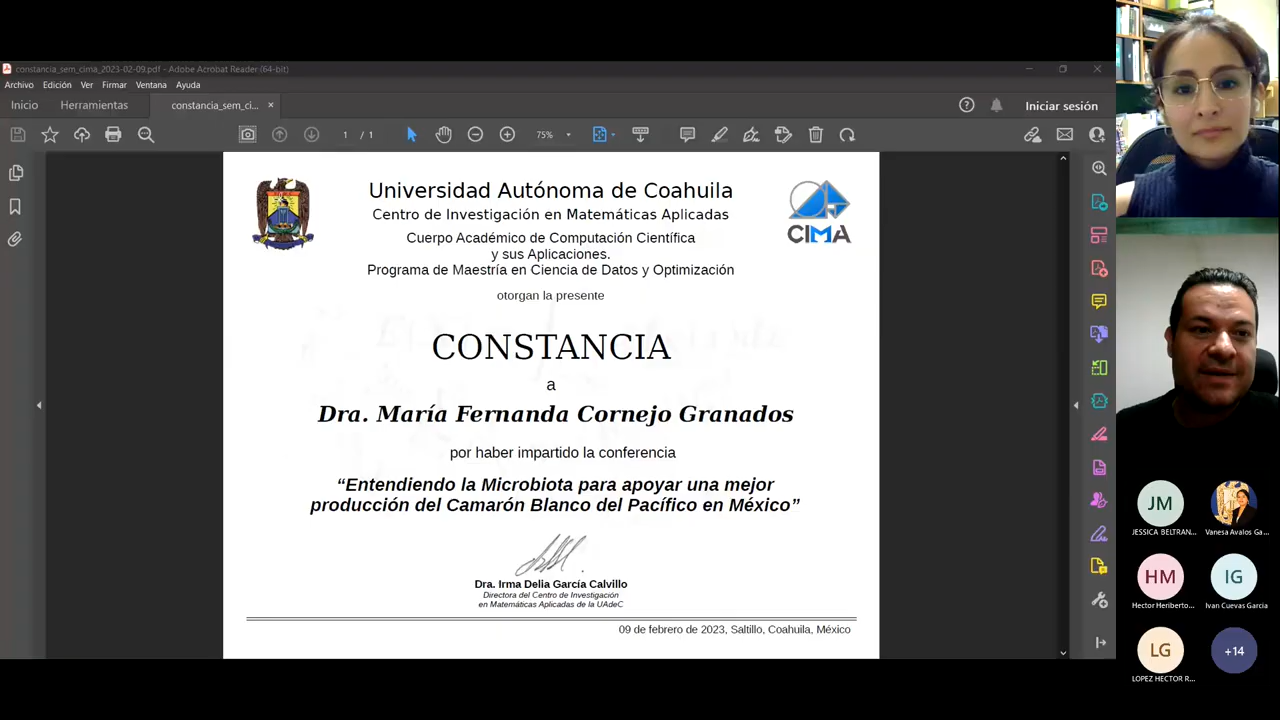 constancia_sem_cima_2023-02-09.pdf - Adobe Acrobat Reader (64-bit)
Archivo Edición Ver Firmar Ventana Ayuda
Inicio Herramientas constancia_sem_ci... × Iniciar sesión
1 / 1 75%
Universidad Autónoma de Coahuila
Centro de Investigación en Matemáticas Aplicadas
CIMA
Cuerpo Académico de Computación Científica
y sus Aplicaciones.
Programa de Maestría en Ciencia de Datos y Optimización
otorgan la presente
CONSTANCIA
a
Dra. María Fernanda Cornejo Granados
por haber impartido la conferencia
“Entendiendo la Microbiota para apoyar una mejor
producción del Camarón Blanco del Pacífico en México”
Dra. Irma Delia García Calvillo
Directora del Centro de Investigación
en Matemáticas Aplicadas de la UAdeC
09 de febrero de 2023, Saltillo, Coahuila, México
JM
JESSICA BELTRAN... Vanesa Avalos Ga...
HM IG
Hector Heriberto... Ivan Cuevas Garcia
LG +14
LOPEZ HECTOR R...